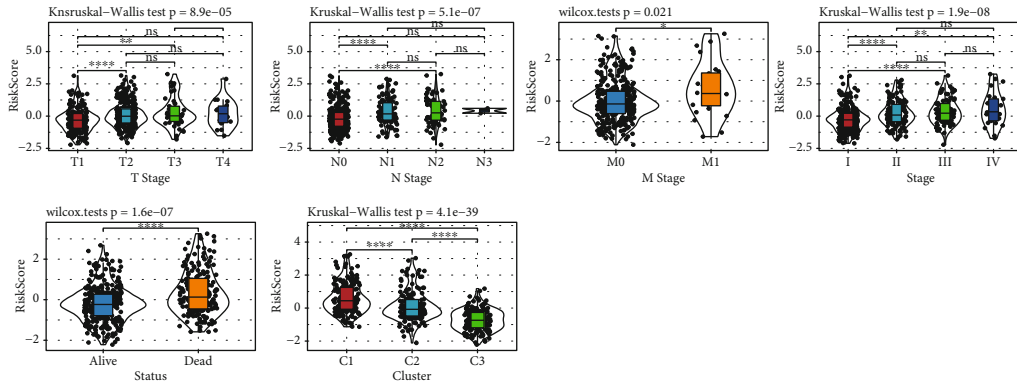 Knsruskal–Wallis test p = 8.9e–05
ns
ns
**
ns
ns
****
5.0
2.5
0.0
−2.5
RiskScore
T1 T2 T3 T4
T Stage
Kruskal–Wallis test p = 5.1e–07
ns
ns
****
ns
ns
****
5.0
2.5
0.0
−2.5
RiskScore
N0 N1 N2 N3
N Stage
wilcox.tests p = 0.021
*
2
0
−2
RiskScore
M0 M1
M Stage
Kruskal–Wallis test p = 1.9e–08
ns
**
****
ns
ns
****
5.0
2.5
0.0
−2.5
RiskScore
I II III IV
Stage
wilcox.tests p = 1.6e–07
****
2
0
−2
RiskScore
Alive Dead
Status
Kruskal–Wallis test p = 4.1e–39
****
****
****
4
2
0
−2
RiskScore
C1 C2 C3
Cluster